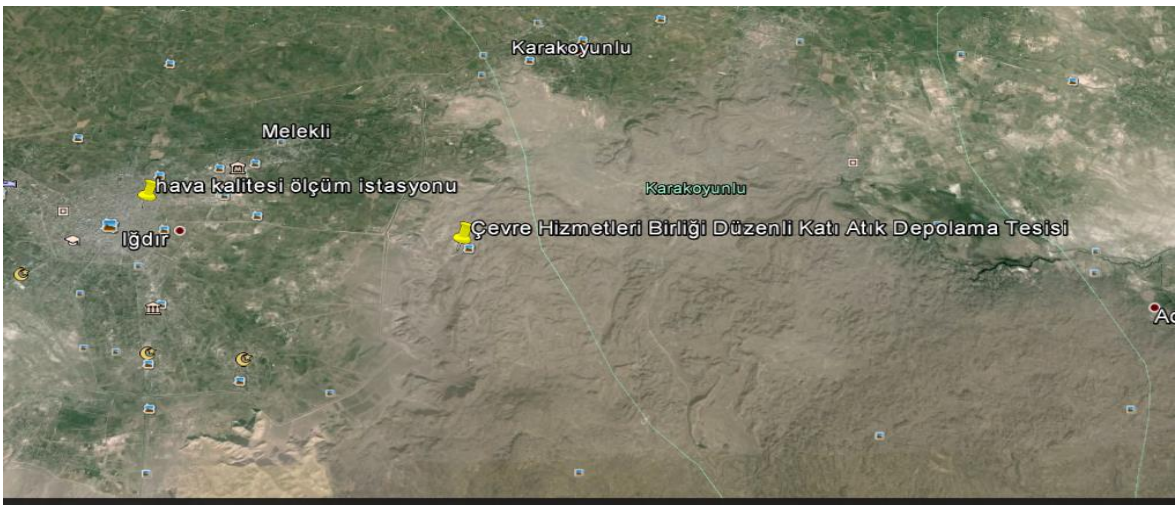 Karakoyunlu
Melekli
hava kalitesi ölçüm istasyonu
Karakoyunlu
Çevre Hizmetleri Birliği Düzenli Katı Atık Depolama Tesisi
Iğdır